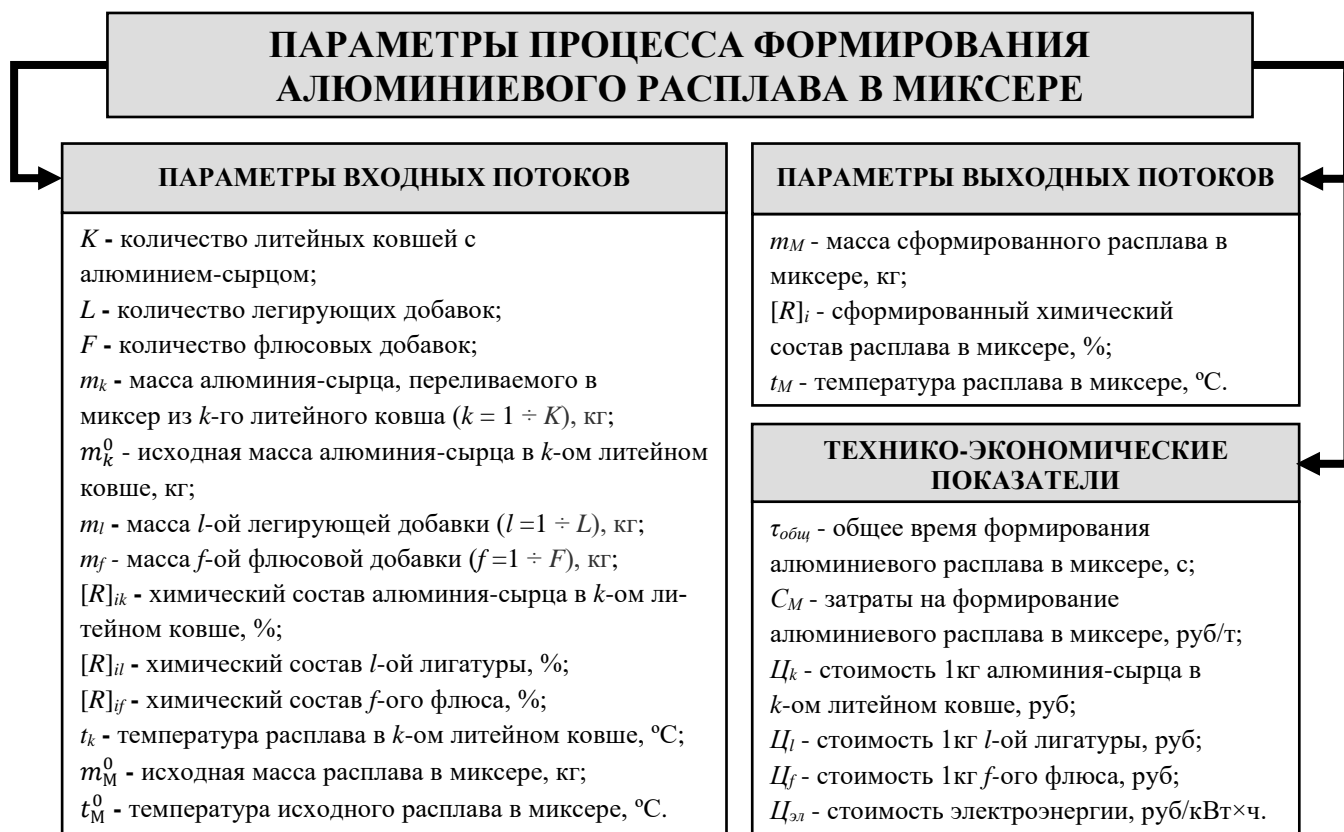 ПАРАМЕТРЫ ПРОЦЕССА ФОРМИРОВАНИЯ
АЛЮМИНИЕВОГО РАСПЛАВА В МИКСЕРЕ
ПАРАМЕТРЫ ВХОДНЫХ ПОТОКОВ
K - количество литейных ковшей с
алюминием-сырцом;
L - количество легирующих добавок;
F - количество флюсовых добавок;
m_k - масса алюминия-сырца, переливаемого в
миксер из k-го литейного ковша (k = 1 ÷ K), кг;
m_k^0 - исходная масса алюминия-сырца в k-ом литейном
ковше, кг;
m_l - масса l-ой легирующей добавки (l =1 ÷ L), кг;
m_f - масса f-ой флюсовой добавки (f =1 ÷ F), кг;
[R]_ik - химический состав алюминия-сырца в k-ом ли-
тейном ковше, %;
[R]_il - химический состав l-ой лигатуры, %;
[R]_if - химический состав f-ого флюса, %;
t_k - температура расплава в k-ом литейном ковше, ºС;
m_М^0 - исходная масса расплава в миксере, кг;
t_М^0 - температура исходного расплава в миксере, ºС.
ПАРАМЕТРЫ ВЫХОДНЫХ ПОТОКОВ
m_M - масса сформированного расплава в
миксере, кг;
[R]_i - сформированный химический
состав расплава в миксере, %;
t_M - температура расплава в миксере, ºС.
ТЕХНИКО-ЭКОНОМИЧЕСКИЕ
ПОКАЗАТЕЛИ
τ_общ - общее время формирования
алюминиевого расплава в миксере, с;
C_M - затраты на формирование
алюминиевого расплава в миксере, руб/т;
Ц_k - стоимость 1кг алюминия-сырца в
k-ом литейном ковше, руб;
Ц_l - стоимость 1кг l-ой лигатуры, руб;
Ц_f - стоимость 1кг f-ого флюса, руб;
Ц_эл - стоимость электроэнергии, руб/кВт×ч.